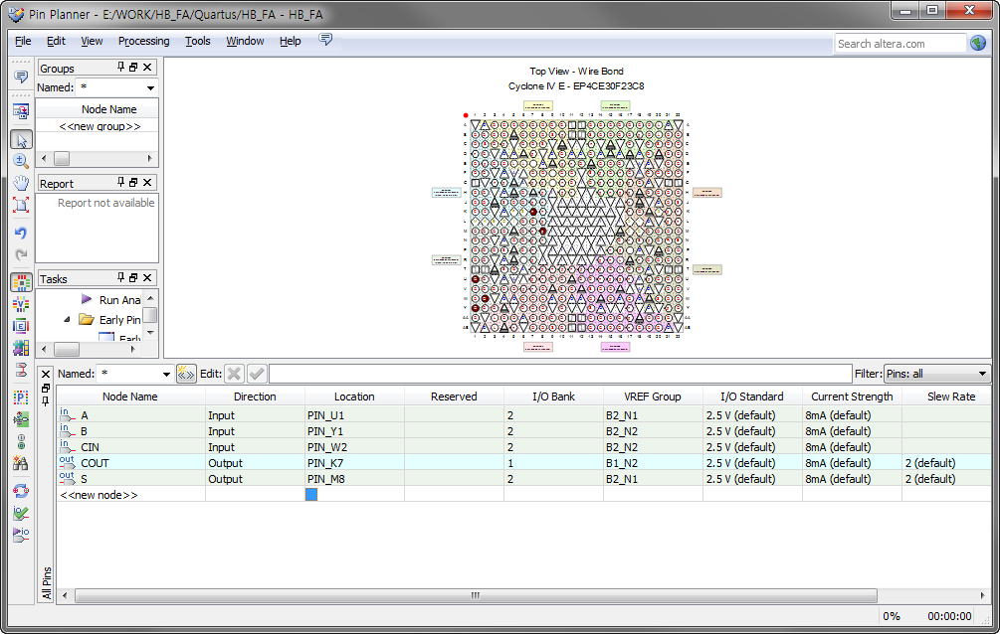 Pin Planner - E:/WORK/HB_FA/Quartus/HB_FA - HB_FA
File Edit View Processing Tools Window Help
Search altera.com
Groups
Named: *
Node Name
<<new group>>
Report
Report not available
Tasks
Run Ana
Early Pin
Early
Top View - Wire Bond
Cyclone IV E - EP4CE30F23C8
Named: * Edit: Filter: Pins: all
Node Name Direction Location Reserved I/O Bank VREF Group I/O Standard Current Strength Slew Rate
in A Input PIN_U1 2 B2_N1 2.5 V (default) 8mA (default)
in B Input PIN_Y1 2 B2_N2 2.5 V (default) 8mA (default)
in CIN Input PIN_W2 2 B2_N2 2.5 V (default) 8mA (default)
out COUT Output PIN_K7 1 B1_N2 2.5 V (default) 8mA (default) 2 (default)
out S Output PIN_M8 2 B2_N1 2.5 V (default) 8mA (default) 2 (default)
<<new node>>
All Pins
0% 00:00:00